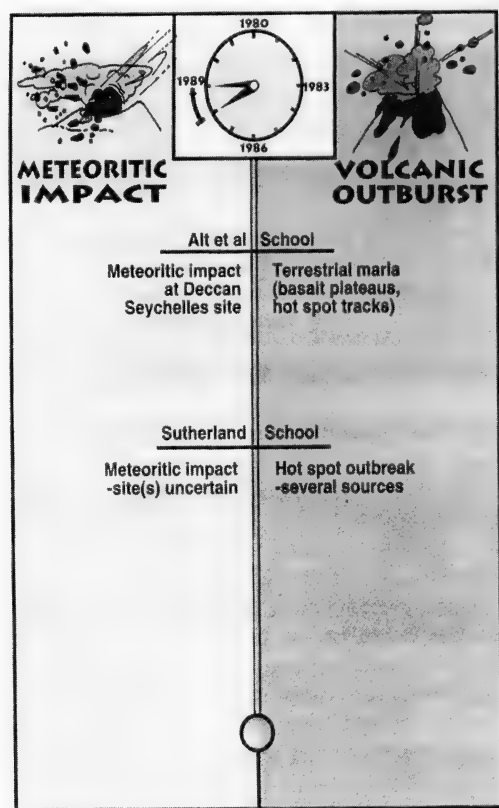 1980
1989
1983
1986
METEORITIC
IMPACT
VOLCANIC
OUTBURST
Alt et al School
Meteoritic impact
at Deccan
Seychelles site
Terrestrial maria
(basalt plateaus,
hot spot tracks)
Sutherland School
Meteoritic impact
-site(s) uncertain
Hot spot outbreak
-several sources